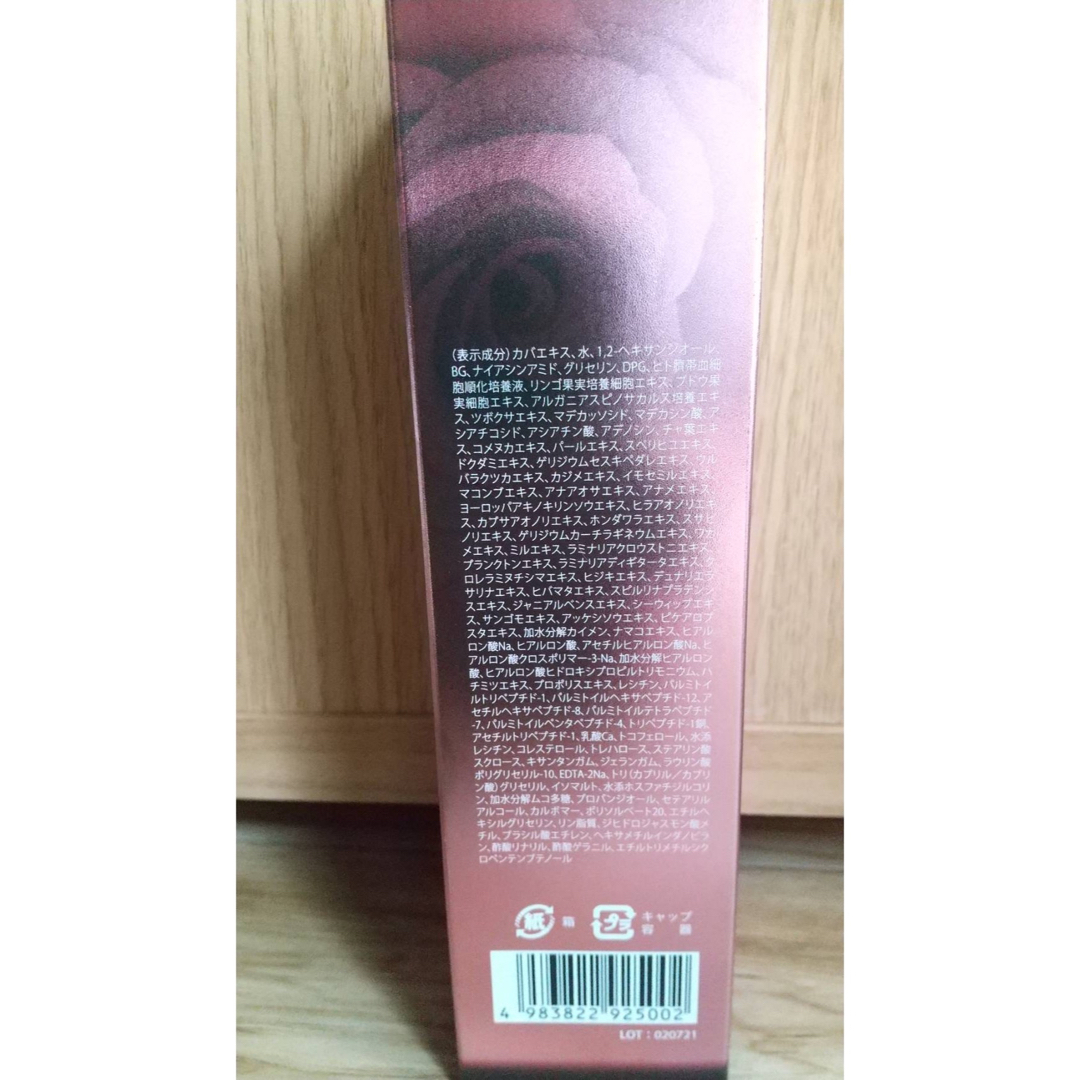 (表示成分)カバエキス、水、1,2-ヘキサンジオール、
BG、ナイアシンアミド、グリセリン、DPG、ヒト臍帯血細
胞順化培養液、リンゴ果実培養細胞エキス、ブドウ果
実細胞エキス、アルガニアスピノサカルス培養エキ
ス、ツボクサエキス、マデカッソシド、マデカシン酸、ア
シアチコシド、アシアチン酸、アデノシン、チャ葉エキ
ス、コメヌカエキス、パールエキス、スベリヒユエキス、
ドクダミエキス、ゲリジウムセスキペダレエキス、ウル
バラクツカエキス、カジメエキス、イモセミルエキス、
マコンブエキス、アナアオサエキス、アナメエキス、
ヨーロッパアキノキリンソウエキス、ヒラアオノリエキ
ス、カプサアオノリエキス、ホンダワラエキス、スサビ
ノリエキス、ゲリジウムカーチラギネウムエキス、ワカ
メエキス、ミルエキス、ラミナリアクロウストニエキス、
プランクトンエキス、ラミナリアディギタータエキス、ク
ロレラミヌチシマエキス、ヒジキエキス、デュナリエラ
サリナエキス、ヒバマタエキス、スピルリナプラテンシ
スエキス、ジャニアルベンスエキス、シーウィップエキ
ス、サンゴモエキス、アッケシソウエキス、ピケアロブ
スタエキス、加水分解カイメン、ナマコエキス、ヒアル
ロン酸Na、ヒアルロン酸、アセチルヒアルロン酸Na、ヒ
アルロン酸クロスポリマー-3-Na、加水分解ヒアルロン
酸、ヒアルロン酸ヒドロキシプロピルトリモニウム、ハ
チミツエキス、プロポリスエキス、レシチン、パルミトイ
ルトリペプチド-1、パルミトイルヘキサペプチド-12、ア
セチルヘキサペプチド-8、パルミトイルテトラペプチド
-7、パルミトイルペンタペプチド-4、トリペプチド-1銅、
アセチルトリペプチド-1、乳酸Ca、トコフェロール、水添
レシチン、コレステロール、トレハロース、ステアリン酸
スクロース、キサンタンガム、ジェランガム、ラウリン酸
ポリグリセリル-10、EDTA-2Na、トリ(カプリル/カプリン
酸)グリセリル、イソマルト、水添ホスファチジルコリ
ン、加水分解ムコ多糖、プロパンジオール、セテアリル
アルコール、カルボマー、ポリソルベート20、エチルヘ
キシルグリセリン、リン脂質、ジヒドロジャスモン酸メ
チル、ブラシル酸エチレン、ヘキサメチルインダノピラ
ン、酢酸リナリル、酢酸ゲラニル、エチルトリメチルシク
ロペンテンブテノール
紙 箱 プラ キャップ
容器
4 983822 925002
LOT : 020721